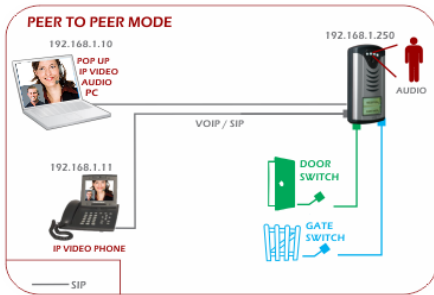 PEER TO PEER MODE
192.168.1.10
POP UP
IP VIDEO
AUDIO
PC
192.168.1.250
AUDIO
VOIP / SIP
192.168.1.11
IP VIDEO PHONE
DOOR
SWITCH
GATE
SWITCH
SIP